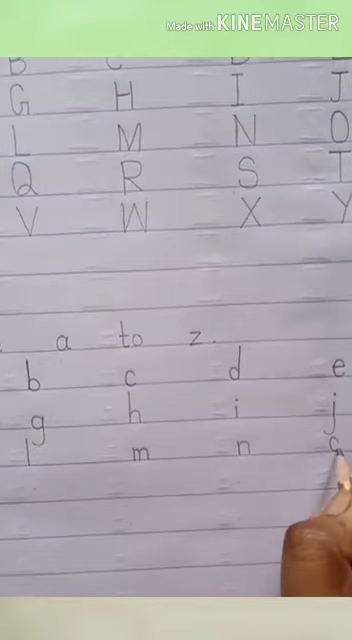 Made with KINEMASTER
B C
G H I J
L M N O
Q R S T
V W X Y
a to z.
b c d e
g h i j
l m n